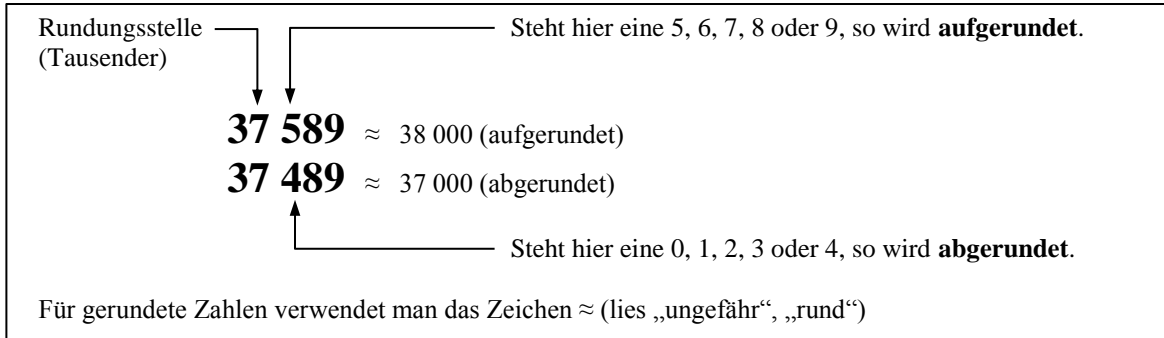 Rundungsstelle Steht hier eine 5, 6, 7, 8 oder 9, so wird aufgerundet.
(Tausender)
37 589 ≈ 38 000 (aufgerundet)
37 489 ≈ 37 000 (abgerundet)
Steht hier eine 0, 1, 2, 3 oder 4, so wird abgerundet.
Für gerundete Zahlen verwendet man das Zeichen ≈ (lies „ungefähr“, „rund“)